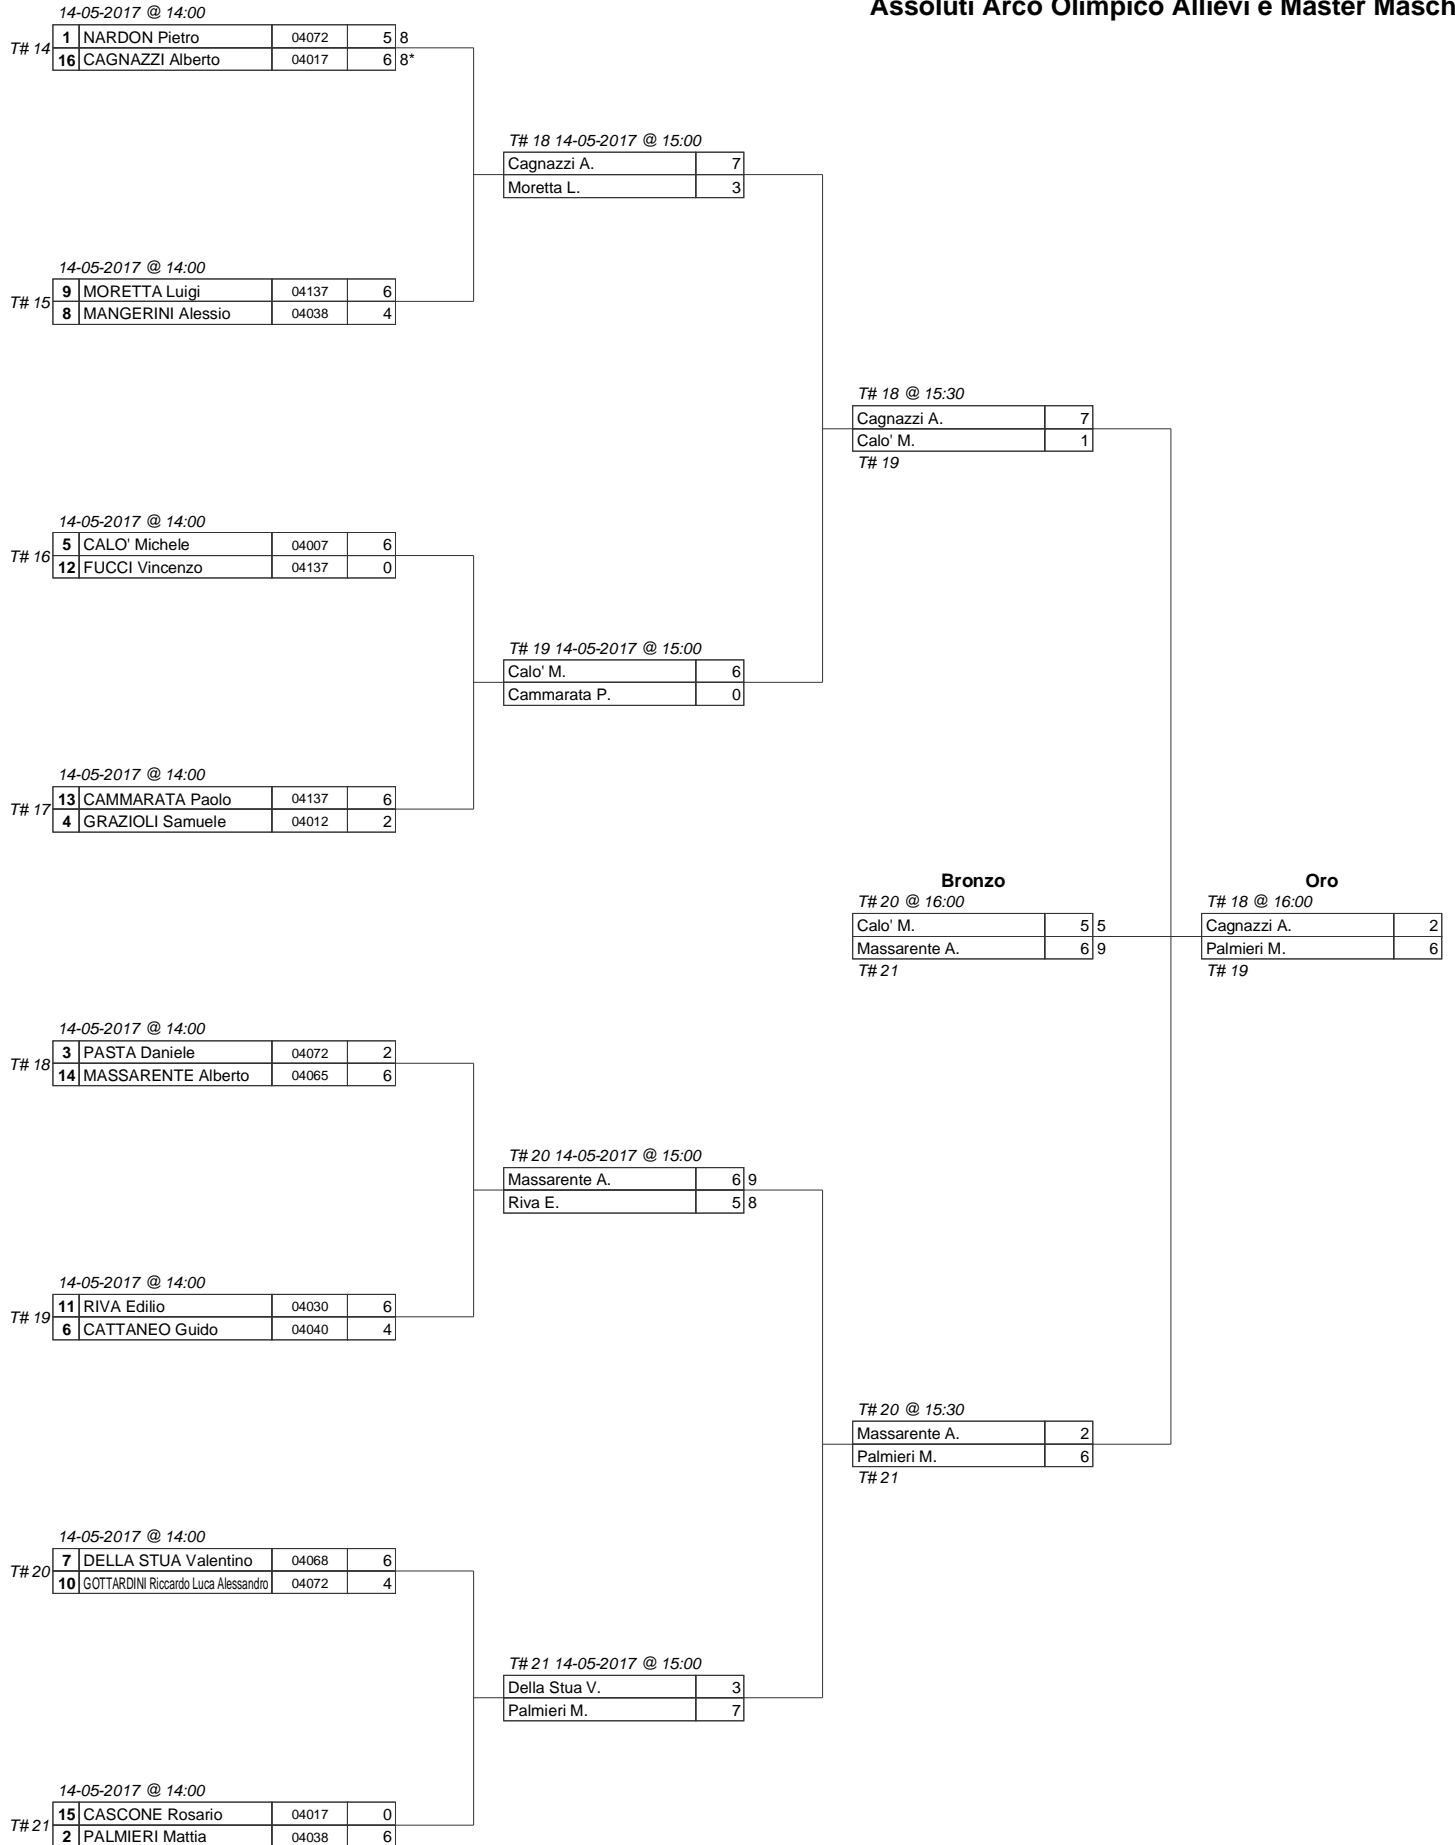 Assoluti Arco Olimpico Allievi e Master Masch
14-05-2017 @ 14:00
T# 14
1 NARDON Pietro 04072 5 8
16 CAGNAZZI Alberto 04017 6 8*
T# 18 14-05-2017 @ 15:00
Cagnazzi A. 7
Moretta L. 3
14-05-2017 @ 14:00
T# 15
9 MORETTA Luigi 04137 6
8 MANGERINI Alessio 04038 4
T# 18 @ 15:30
Cagnazzi A. 7
Calo' M. 1
T# 19
14-05-2017 @ 14:00
T# 16
5 CALO' Michele 04007 6
12 FUCCI Vincenzo 04137 0
T# 19 14-05-2017 @ 15:00
Calo' M. 6
Cammarata P. 0
14-05-2017 @ 14:00
T# 17
13 CAMMARATA Paolo 04137 6
4 GRAZIOLI Samuele 04012 2
Bronzo
T# 20 @ 16:00
Calo' M. 5 5
Massarente A. 6 9
T# 21
Oro
T# 18 @ 16:00
Cagnazzi A. 2
Palmieri M. 6
T# 19
14-05-2017 @ 14:00
T# 18
3 PASTA Daniele 04072 2
14 MASSARENTE Alberto 04065 6
T# 20 14-05-2017 @ 15:00
Massarente A. 6 9
Riva E. 5 8
14-05-2017 @ 14:00
T# 19
11 RIVA Edilio 04030 6
6 CATTANEO Guido 04040 4
T# 20 @ 15:30
Massarente A. 2
Palmieri M. 6
T# 21
14-05-2017 @ 14:00
T# 20
7 DELLA STUA Valentino 04068 6
10 GOTTARDINI Riccardo Luca Alessandro 04072 4
T# 21 14-05-2017 @ 15:00
Della Stua V. 3
Palmieri M. 7
14-05-2017 @ 14:00
T# 21
15 CASCONE Rosario 04017 0
2 PALMIERI Mattia 04038 6